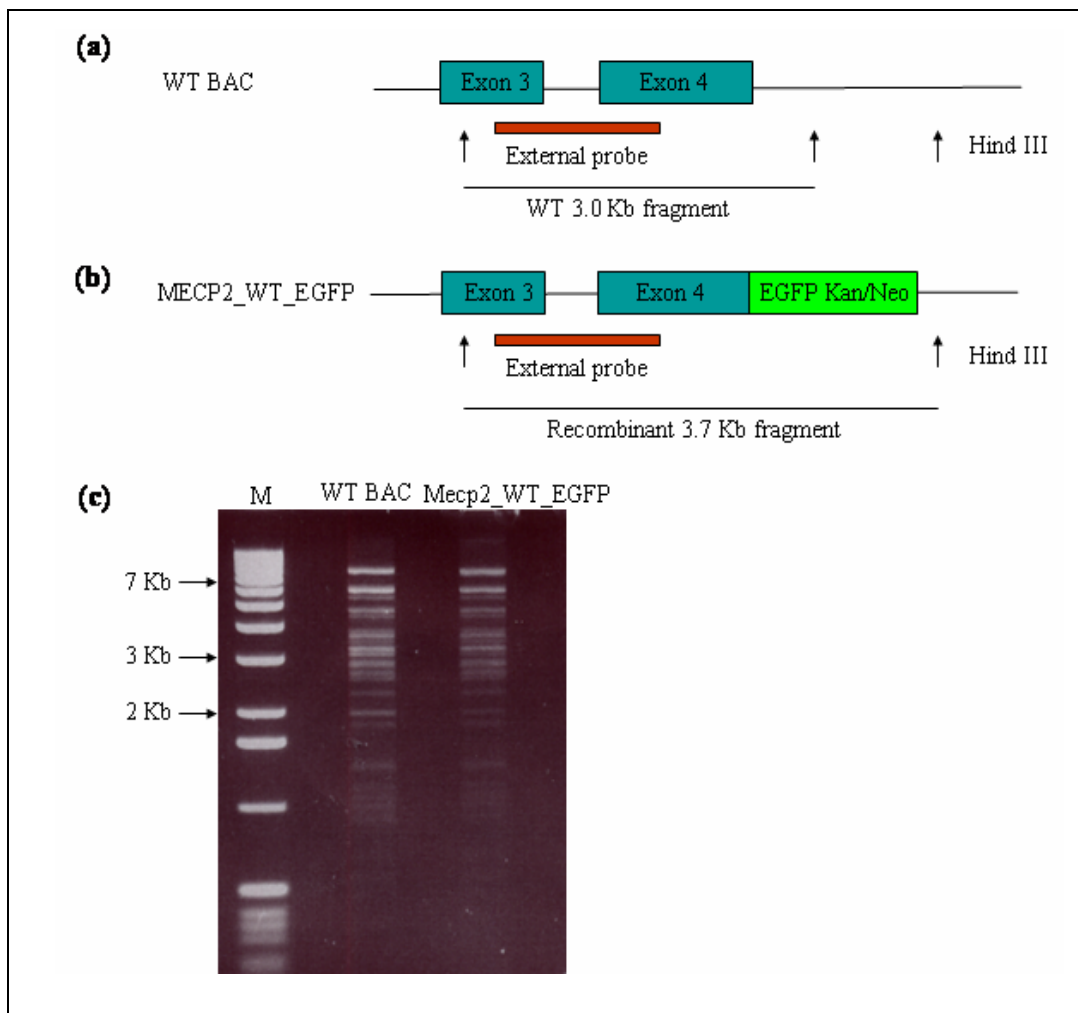 (a)
WT BAC
Exon 3
Exon 4
External probe
Hind III
WT 3.0 Kb fragment
(b)
MECP2_WT_EGFP
Exon 3
Exon 4
EGFP Kan/Neo
External probe
Hind III
Recombinant 3.7 Kb fragment
(c)
M
WT BAC
Mecp2_WT_EGFP
7 Kb
3 Kb
2 Kb